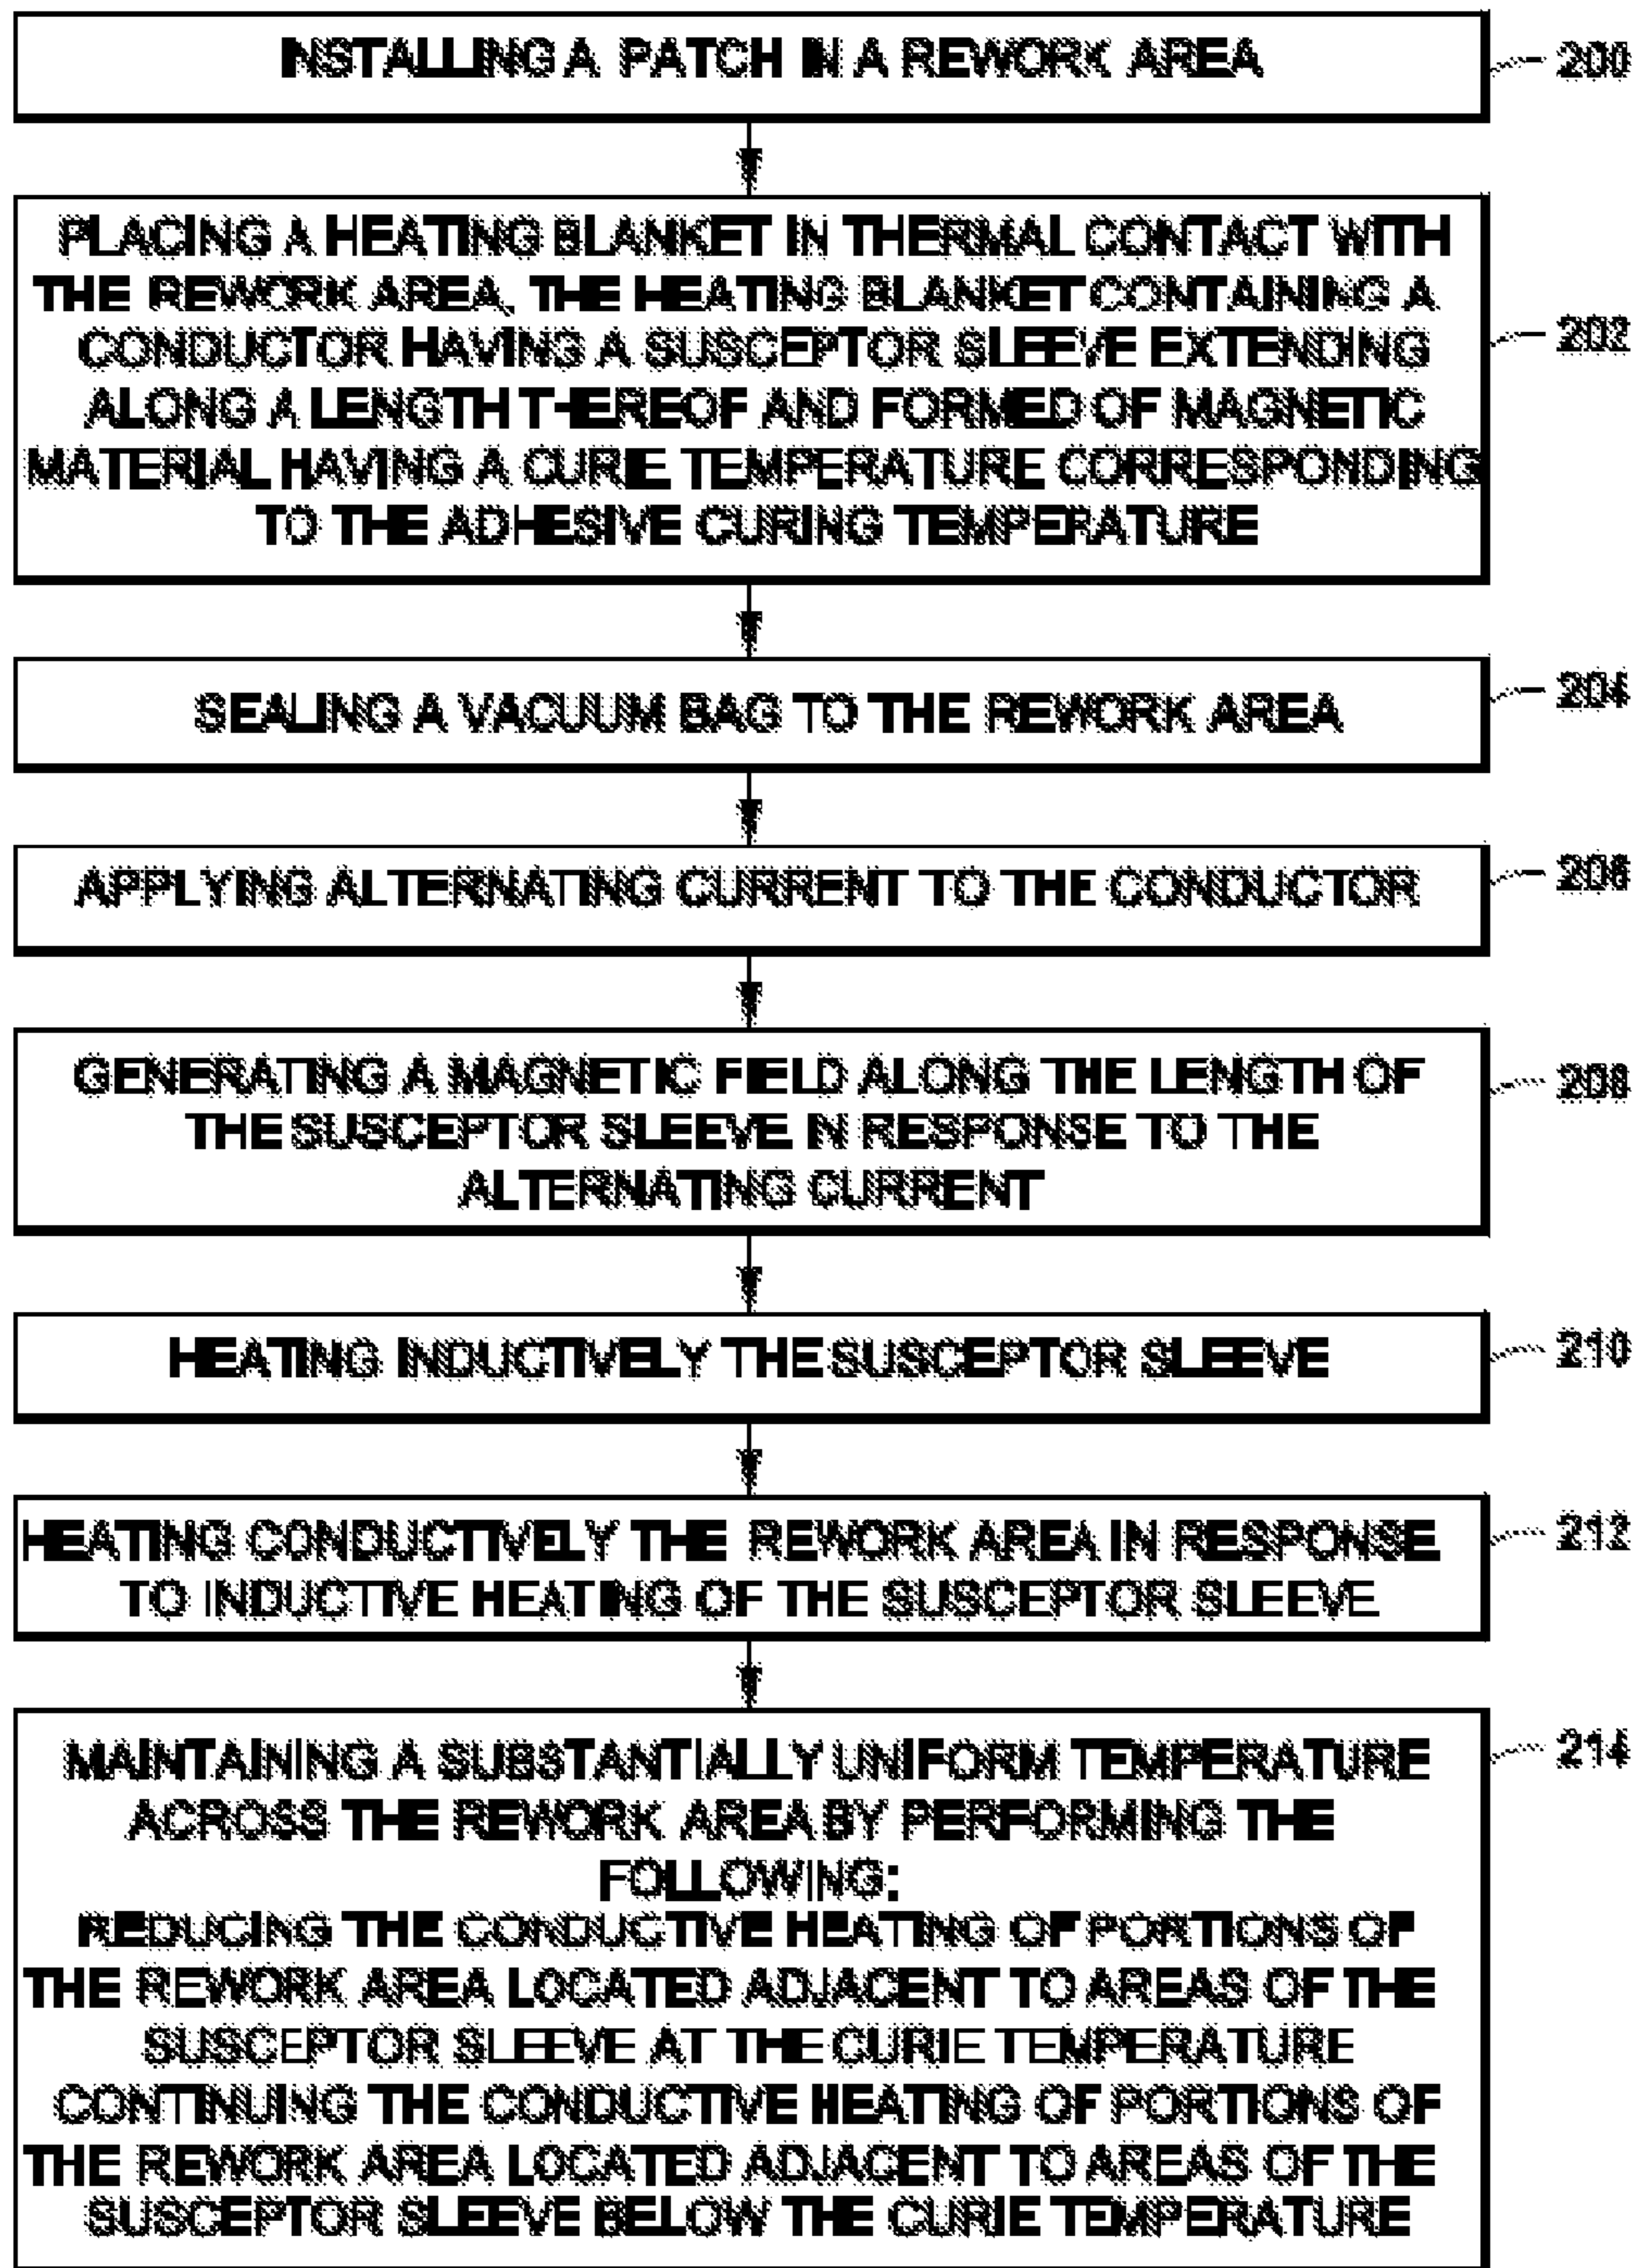 INSTALLING A PATCH IN A REWORK AREA
200
PLACING A HEATING BLANKET IN THERMAL CONTACT WITH
THE REWORK AREA, THE HEATING BLANKET CONTAINING A
CONDUCTOR HAVING A SUSCEPTOR SLEEVE EXTENDING
ALONG A LENGTH THEREOF AND FORMED OF MAGNETIC
MATERIAL HAVING A CURIE TEMPERATURE CORRESPONDING
TO THE ADHESIVE CURING TEMPERATURE
202
SEALING A VACUUM BAG TO THE REWORK AREA
204
APPLYING ALTERNATING CURRENT TO THE CONDUCTOR
206
GENERATING A MAGNETIC FIELD ALONG THE LENGTH OF
THE SUSCEPTOR SLEEVE IN RESPONSE TO THE
ALTERNATING CURRENT
208
HEATING INDUCTIVELY THE SUSCEPTOR SLEEVE
210
HEATING CONDUCTIVELY THE REWORK AREA IN RESPONSE
TO INDUCTIVE HEATING OF THE SUSCEPTOR SLEEVE
212
MAINTAINING A SUBSTANTIALLY UNIFORM TEMPERATURE
ACROSS THE REWORK AREA BY PERFORMING THE
FOLLOWING:
REDUCING THE CONDUCTIVE HEATING OF PORTIONS OF
THE REWORK AREA LOCATED ADJACENT TO AREAS OF THE
SUSCEPTOR SLEEVE AT THE CURIE TEMPERATURE
CONTINUING THE CONDUCTIVE HEATING OF PORTIONS OF
THE REWORK AREA LOCATED ADJACENT TO AREAS OF THE
SUSCEPTOR SLEEVE BELOW THE CURIE TEMPERATURE
214